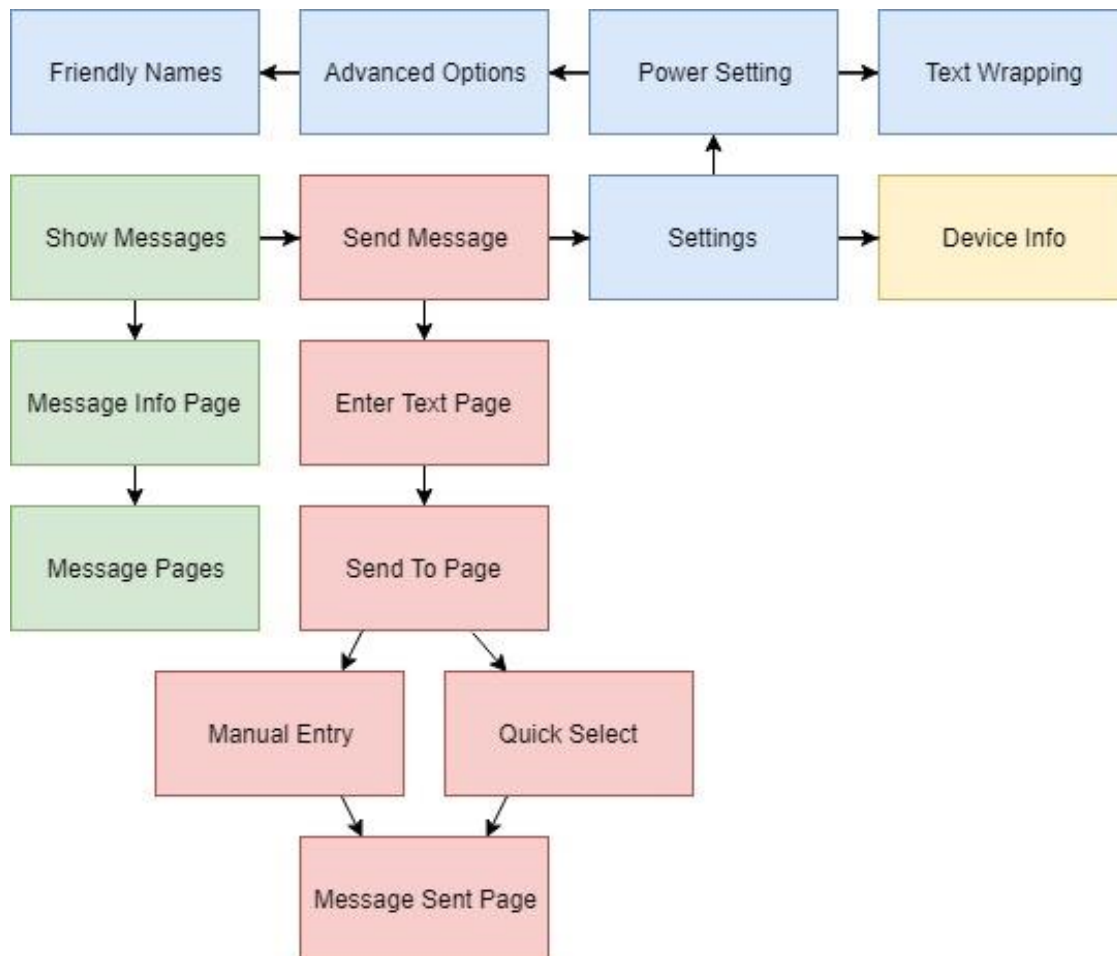 Friendly Names
Advanced Options
Power Setting
Text Wrapping
Show Messages
Send Message
Settings
Device Info
Message Info Page
Enter Text Page
Message Pages
Send To Page
Manual Entry
Quick Select
Message Sent Page